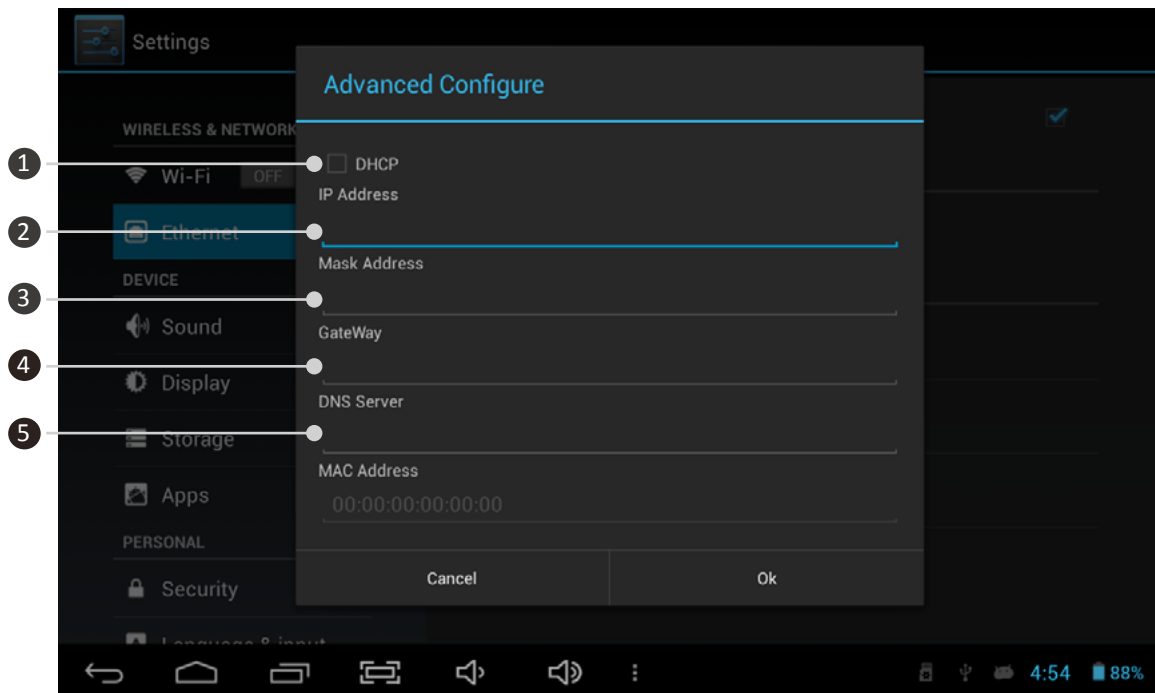 Settings
Advanced Configure
WIRELESS & NETWORK
1 DHCP
Wi-Fi OFF
IP Address
2 Ethernet
Mask Address
DEVICE
3
Sound
GateWay
4
Display
DNS Server
5 Storage
MAC Address
Apps
00:00:00:00:00:00
PERSONAL
Cancel Ok
Security
Language & input
4:54 88%